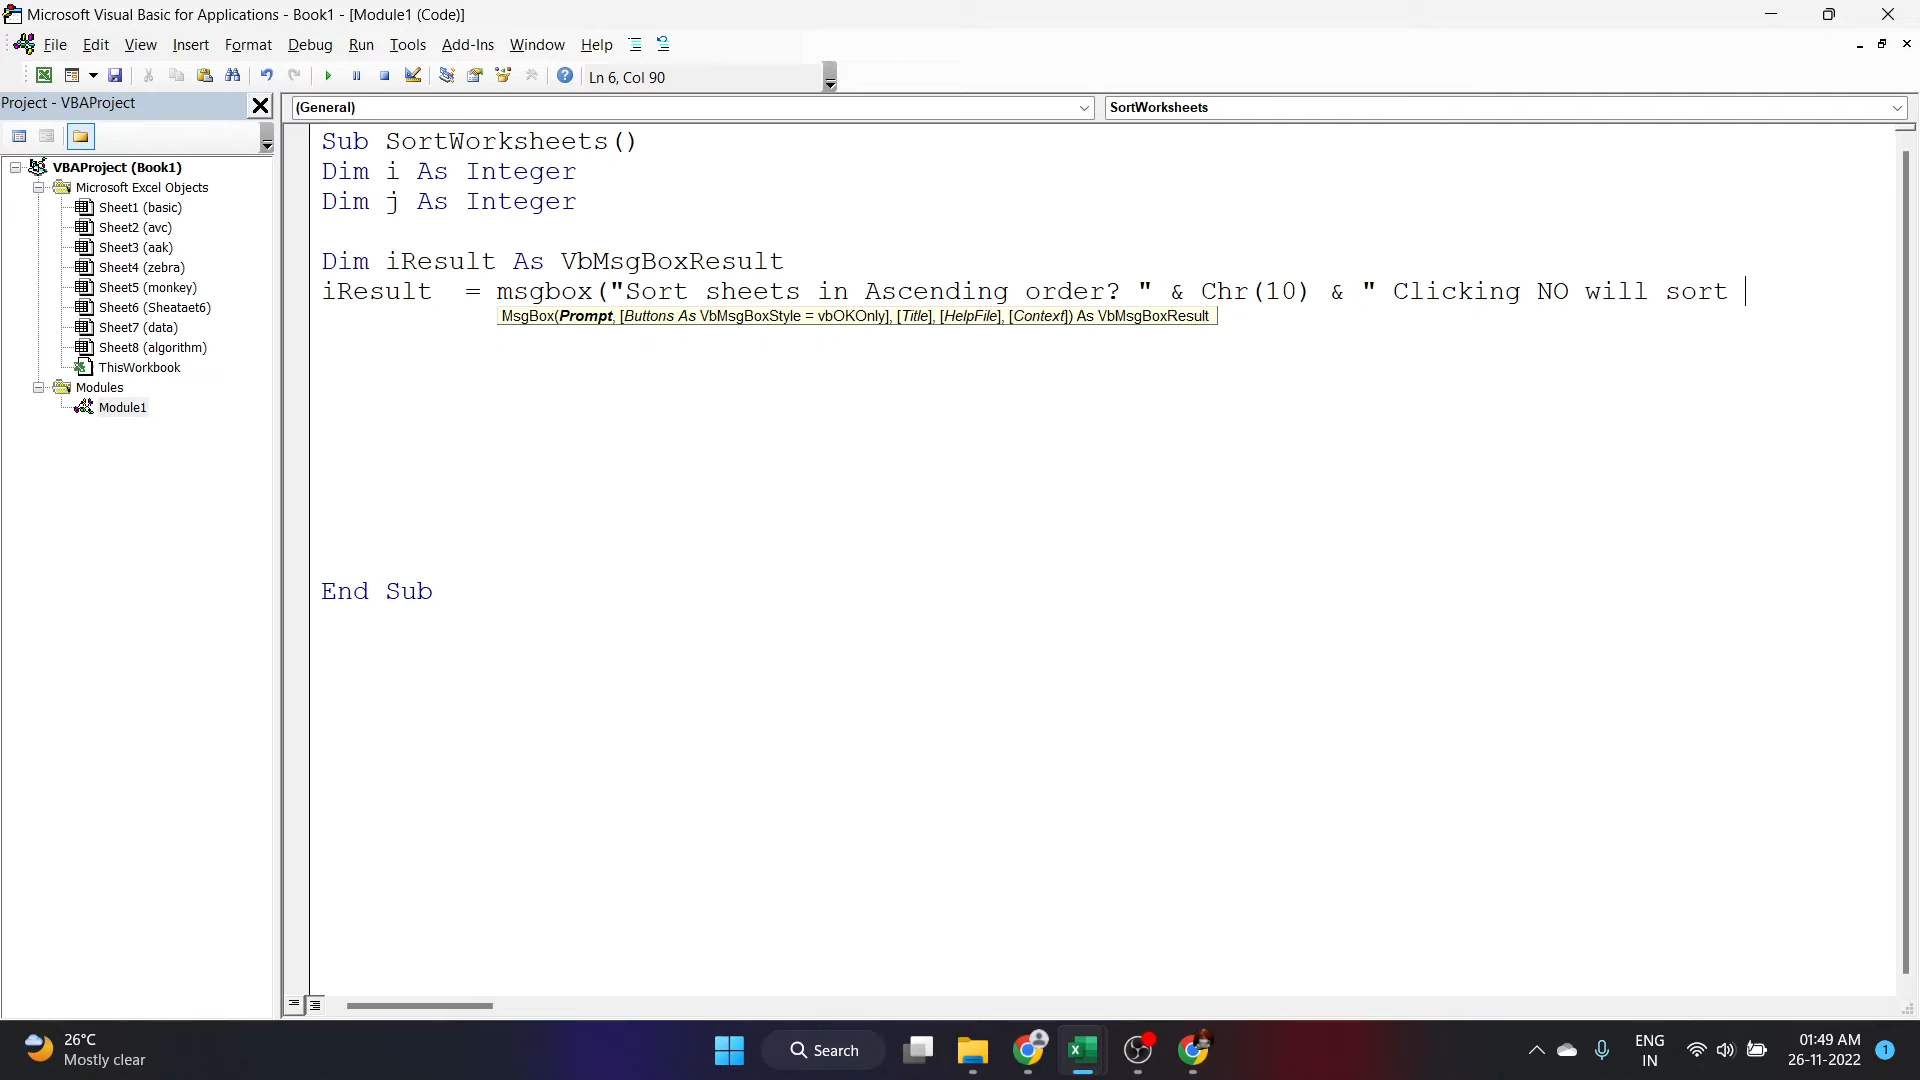 Microsoft Visual Basic for Applications - Book1 - [Module1 (Code)]
File Edit View Insert Format Debug Run Tools Add-Ins Window Help
Ln 6, Col 90
Project - VBAProject
(General)
SortWorksheets
VBAProject (Book1)
Microsoft Excel Objects
Sheet1 (basic)
Sheet2 (avc)
Sheet3 (aak)
Sheet4 (zebra)
Sheet5 (monkey)
Sheet6 (Sheataet6)
Sheet7 (data)
Sheet8 (algorithm)
ThisWorkbook
Modules
Module1
Sub SortWorksheets()
Dim i As Integer
Dim j As Integer
Dim iResult As VbMsgBoxResult
iResult  = msgbox("Sort sheets in Ascending order? " & Chr(10) & " Clicking NO will sort
MsgBox(Prompt, [Buttons As VbMsgBoxStyle = vbOKOnly], [Title], [HelpFile], [Context]) As VbMsgBoxResult
End Sub
26°C
Mostly clear
Search
ENG
IN
01:49 AM
26-11-2022
1